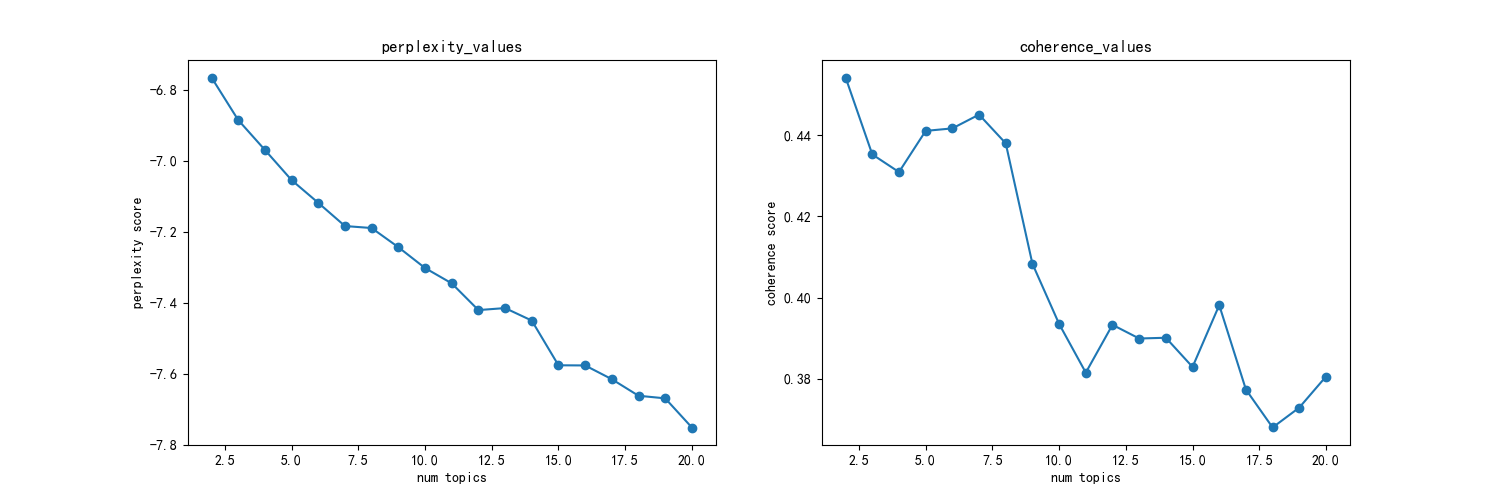 perplexity_values
perplexity score
-6.8
-7.0
-7.2
-7.4
-7.6
-7.8
2.5 5.0 7.5 10.0 12.5 15.0 17.5 20.0
num topics
coherence_values
coherence score
0.44
0.42
0.40
0.38
2.5 5.0 7.5 10.0 12.5 15.0 17.5 20.0
num topics